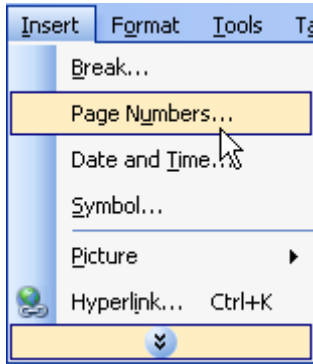 Insert Format Tools
Break...
Page Numbers...
Date and Time...
Symbol...
Picture
Hyperlink... Ctrl+K